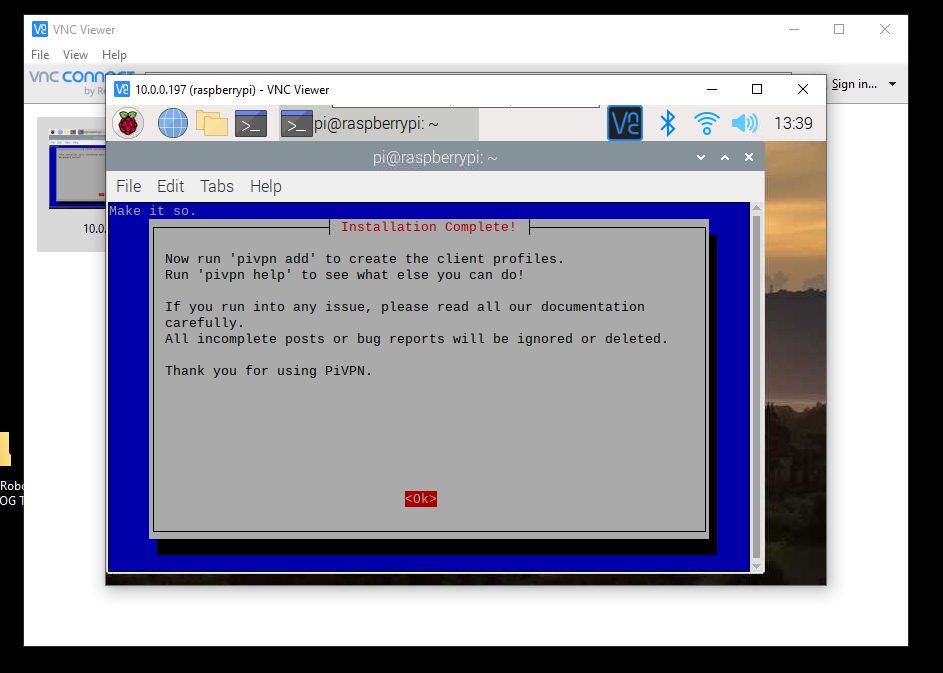 VNC Viewer
File View Help
VNC CONNECT
by Re
Sign in...
10.0.0.197 (raspberrypi) - VNC Viewer
pi@raspberrypi: ~
13:39
pi@raspberrypi: ~
File Edit Tabs Help
Make it so.
Installation Complete!
Now run 'pivpn add' to create the client profiles.
Run 'pivpn help' to see what else you can do!
If you run into any issue, please read all our documentation
carefully.
All incomplete posts or bug reports will be ignored or deleted.
Thank you for using PiVPN.
<Ok>
10.0
Robo
OG T